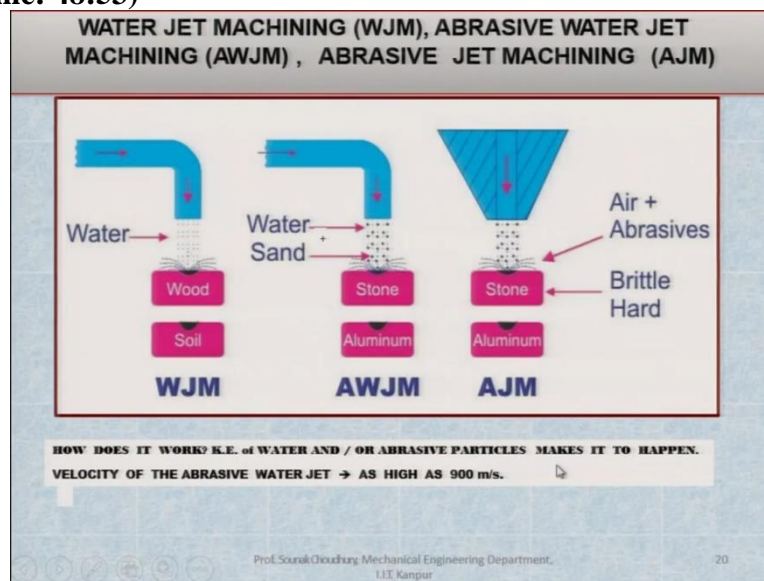 WATER JET MACHINING (WJM), ABRASIVE WATER JET
MACHINING (AWJM) , ABRASIVE JET MACHINING (AJM)
Water
Wood
Soil
WJM
Water
Sand
Stone
Aluminum
AWJM
Stone
Aluminum
AJM
Air +
Abrasives
Brittle
Hard
HOW DOES IT WORK? K.E. of WATER AND / OR ABRASIVE PARTICLES MAKES IT TO HAPPEN.
VELOCITY OF THE ABRASIVE WATER JET → AS HIGH AS 900 m/s.
Prof. Sounak Choudhury, Mechanical Engineering Department,
I.I.T. Kanpur
20